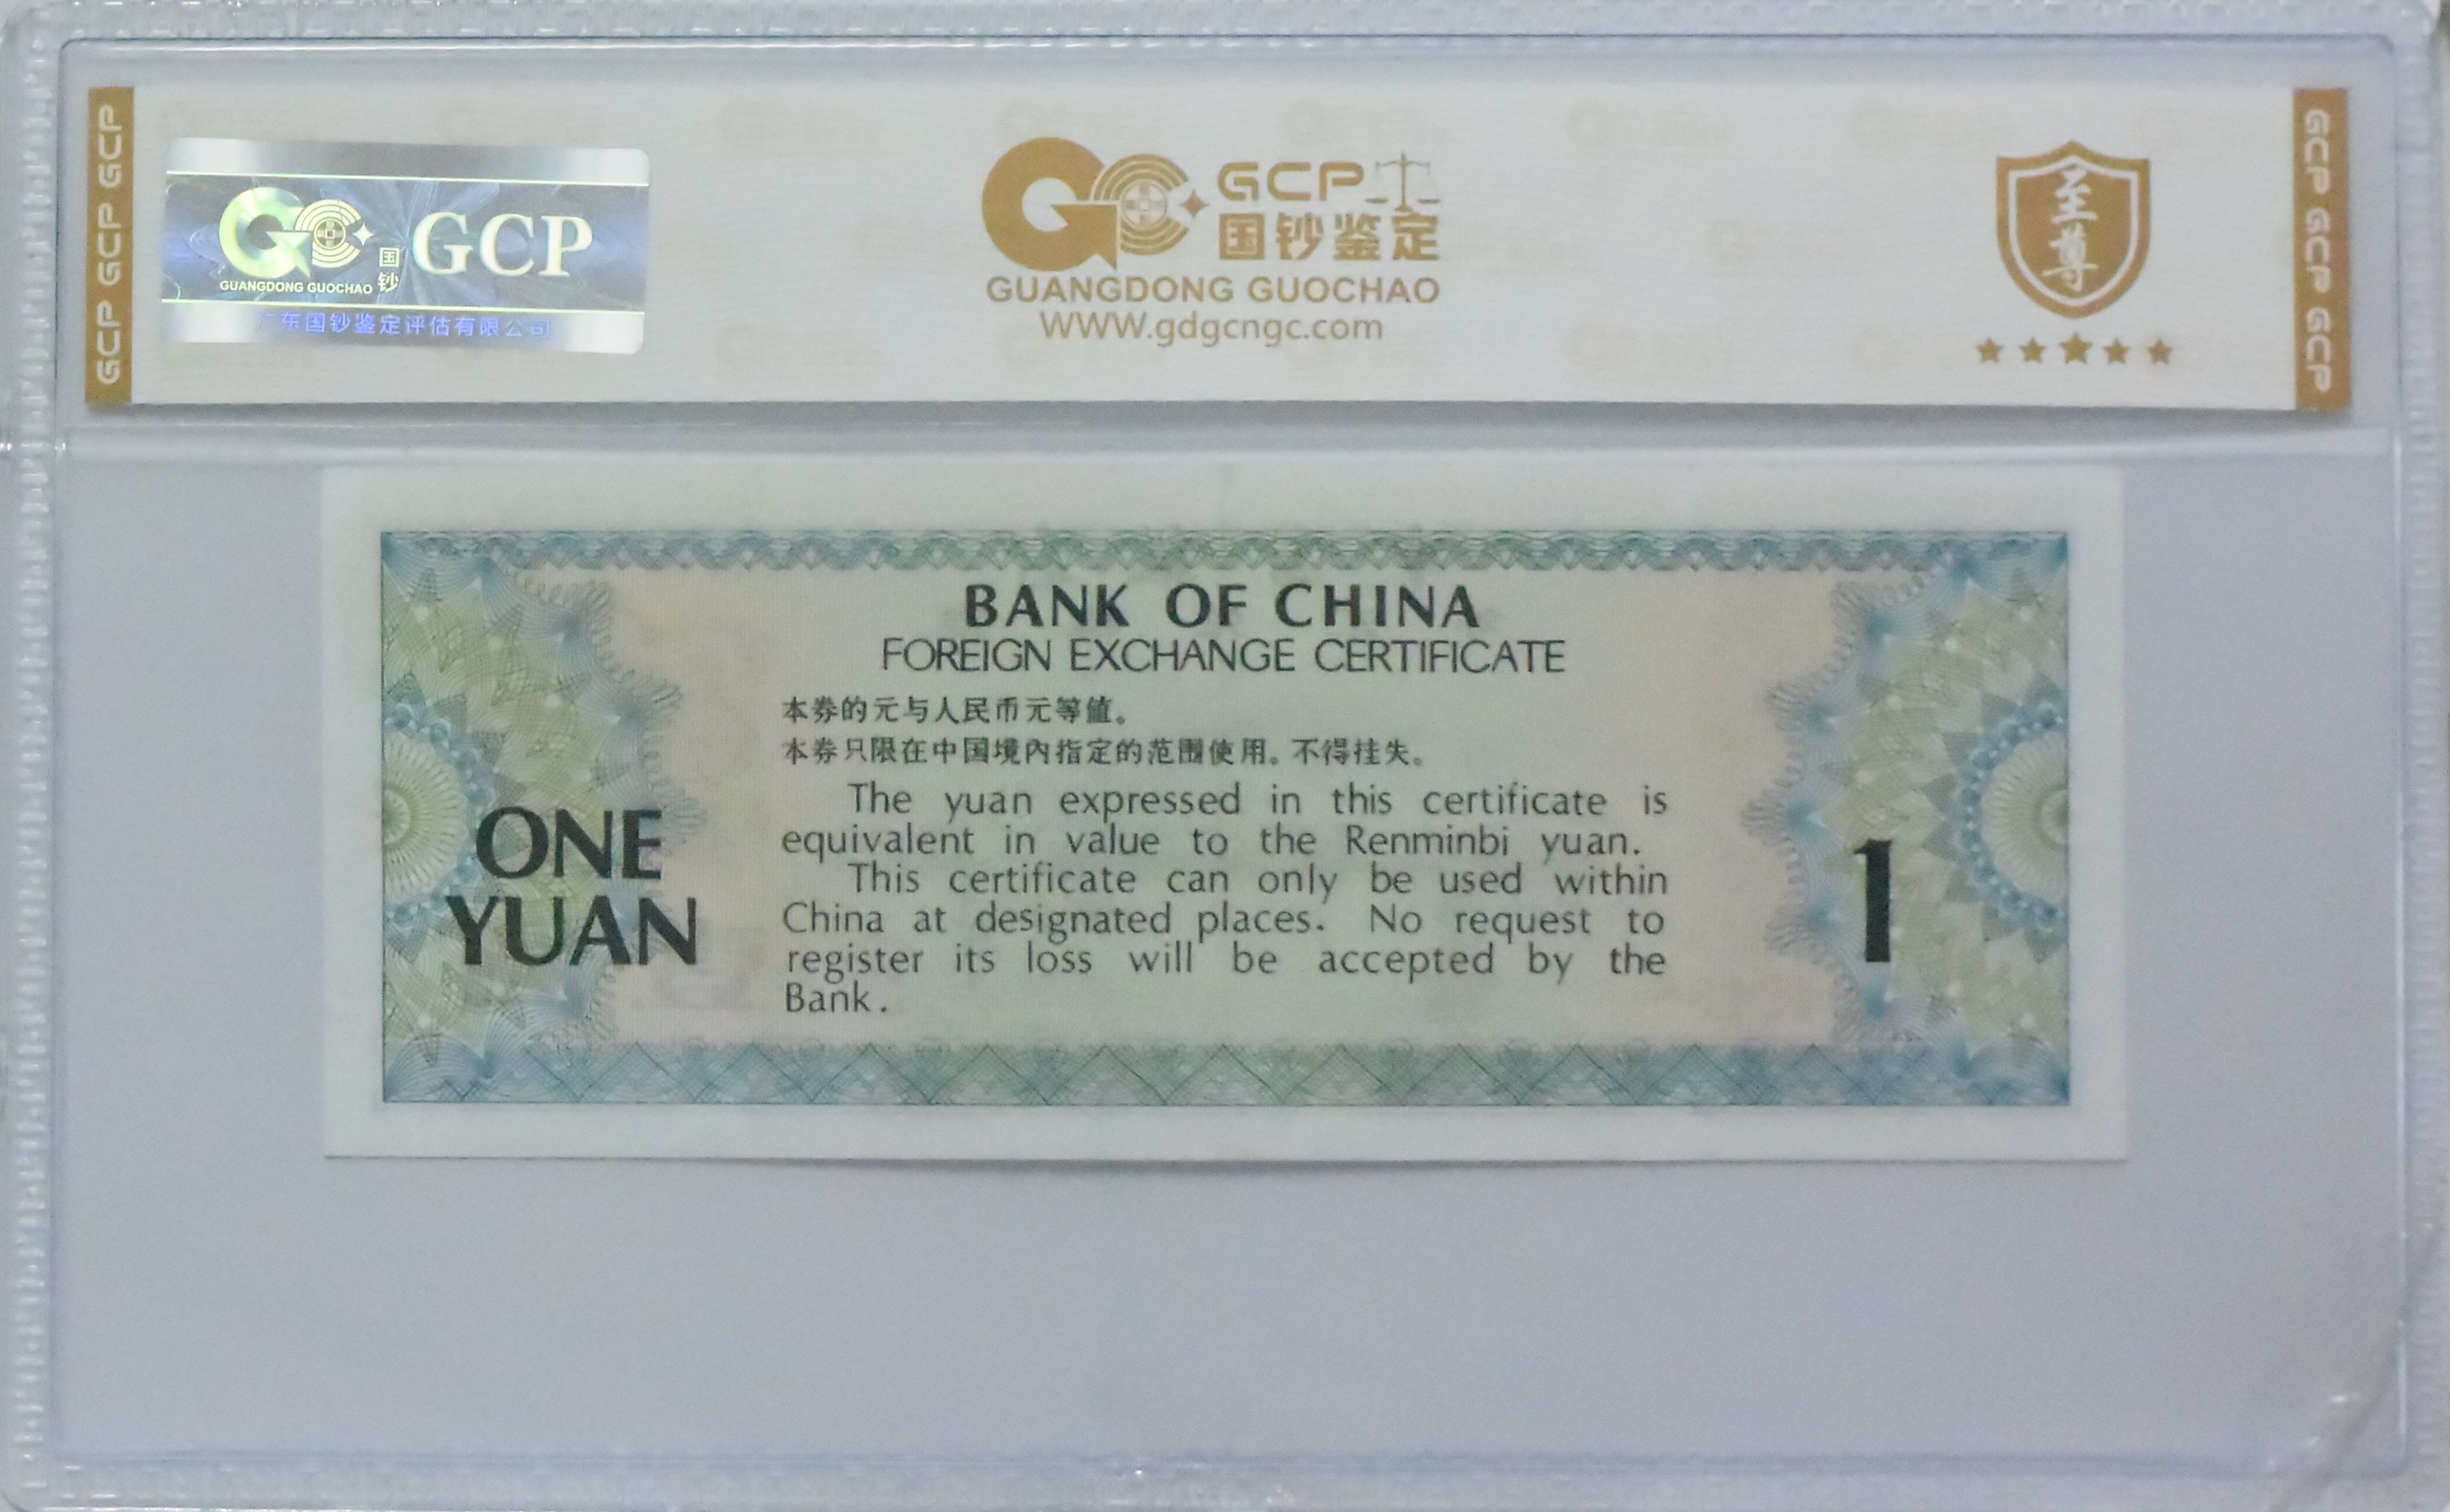 GCP GCP GCP
GUANGDONG GUOCHAO
国钞
GCP
广东国钞鉴定评估有限公司
GCP
国钞鉴定
GUANGDONG GUOCHAO
WWW.gdgcngc.com
至尊
GCP GCP GCP
BANK OF CHINA
FOREIGN EXCHANGE CERTIFICATE
本券的元与人民币元等值。
本券只限在中国境内指定的范围使用。不得挂失。
The yuan expressed in this certificate is
equivalent in value to the Renminbi yuan.
This certificate can only be used within
China at designated places. No request to
register its loss will be accepted by the
Bank.
ONE
YUAN
1